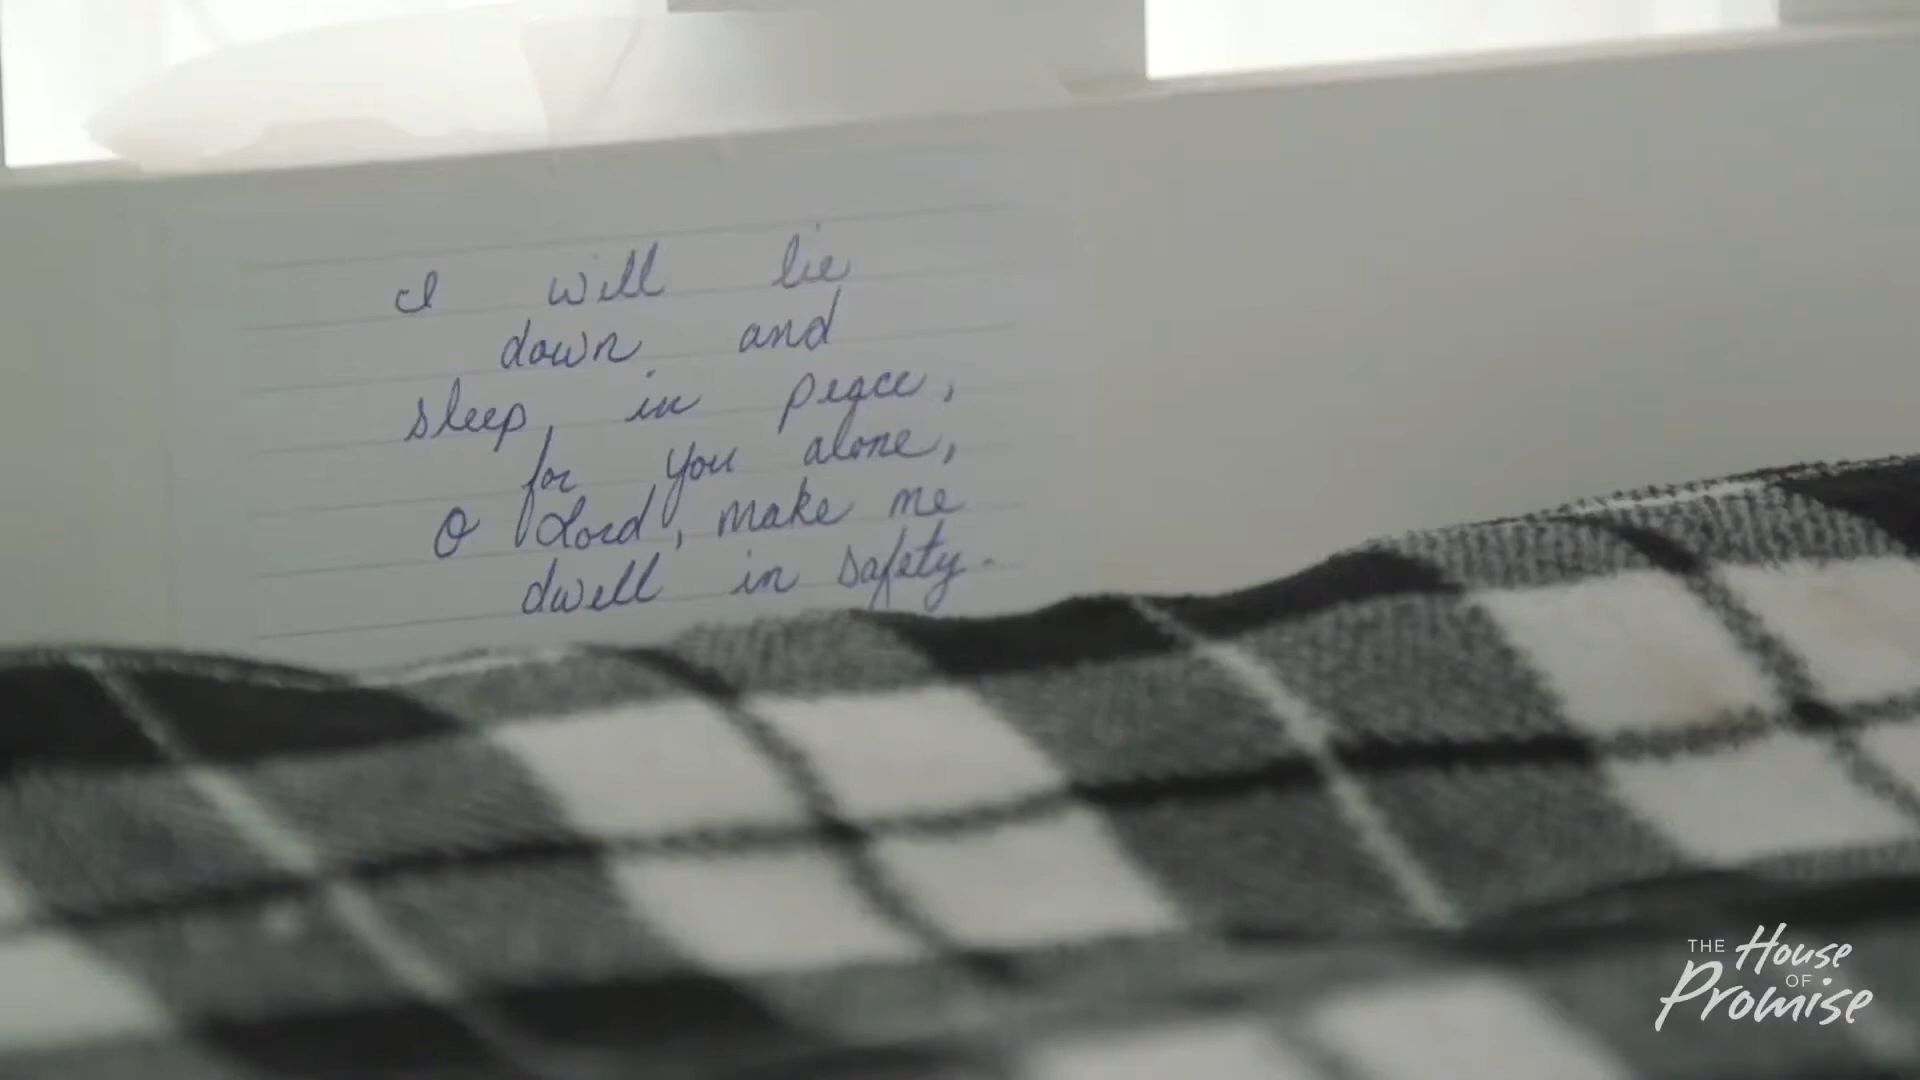 I will lie
down and
sleep in peace,
for you alone,
O Lord, make me
dwell in safety.
THE House
OF
Promise